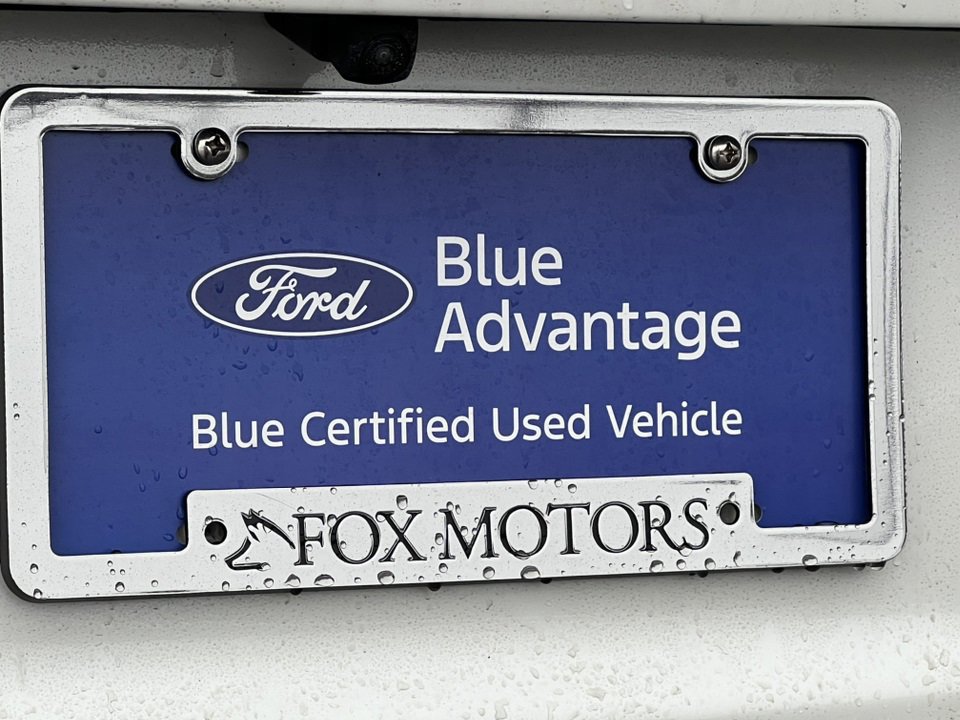 Ford
Blue
Advantage
Blue Certified Used Vehicle
FOX MOTORS